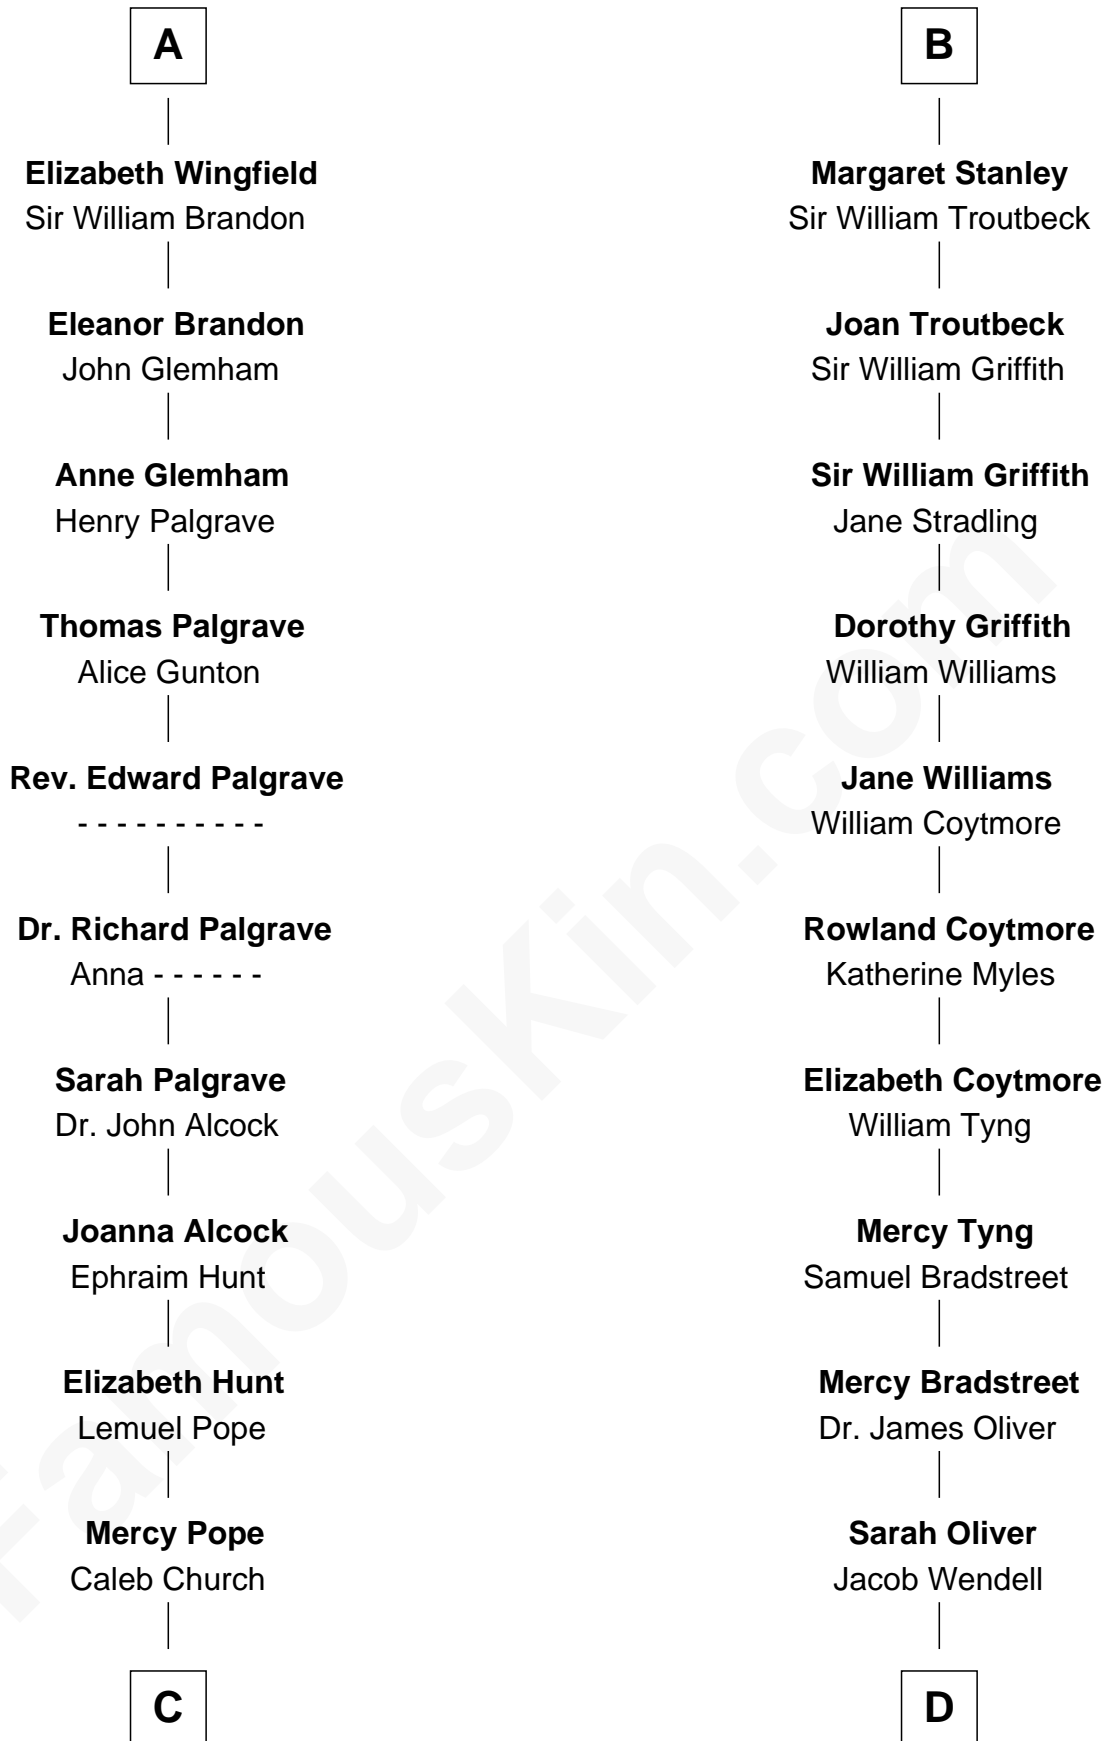 A
Elizabeth Wingfield
Sir William Brandon
Eleanor Brandon
John Glemham
Anne Glemham
Henry Palgrave
Thomas Palgrave
Alice Gunton
Rev. Edward Palgrave
- - - - - - - - - -
Dr. Richard Palgrave
Anna - - - - - -
Sarah Palgrave
Dr. John Alcock
Joanna Alcock
Ephraim Hunt
Elizabeth Hunt
Lemuel Pope
Mercy Pope
Caleb Church
C
B
Margaret Stanley
Sir William Troutbeck
Joan Troutbeck
Sir William Griffith
Sir William Griffith
Jane Stradling
Dorothy Griffith
William Williams
Jane Williams
William Coytmore
Rowland Coytmore
Katherine Myles
Elizabeth Coytmore
William Tyng
Mercy Tyng
Samuel Bradstreet
Mercy Bradstreet
Dr. James Oliver
Sarah Oliver
Jacob Wendell
D
FamousKin.com